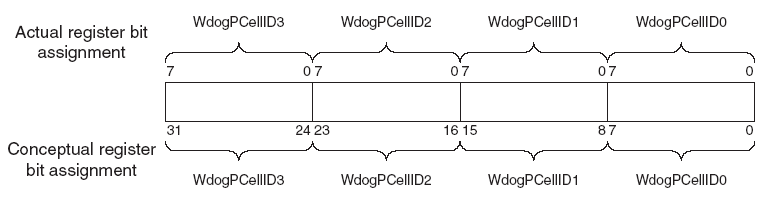 WdogPCellID3 WdogPCellID2 WdogPCellID1 WdogPCellID0
Actual register bit
assignment
7 0 7 0 7 0 7 0
31 24 23 16 15 8 7 0
Conceptual register
bit assignment
WdogPCellID3 WdogPCellID2 WdogPCellID1 WdogPCellID0